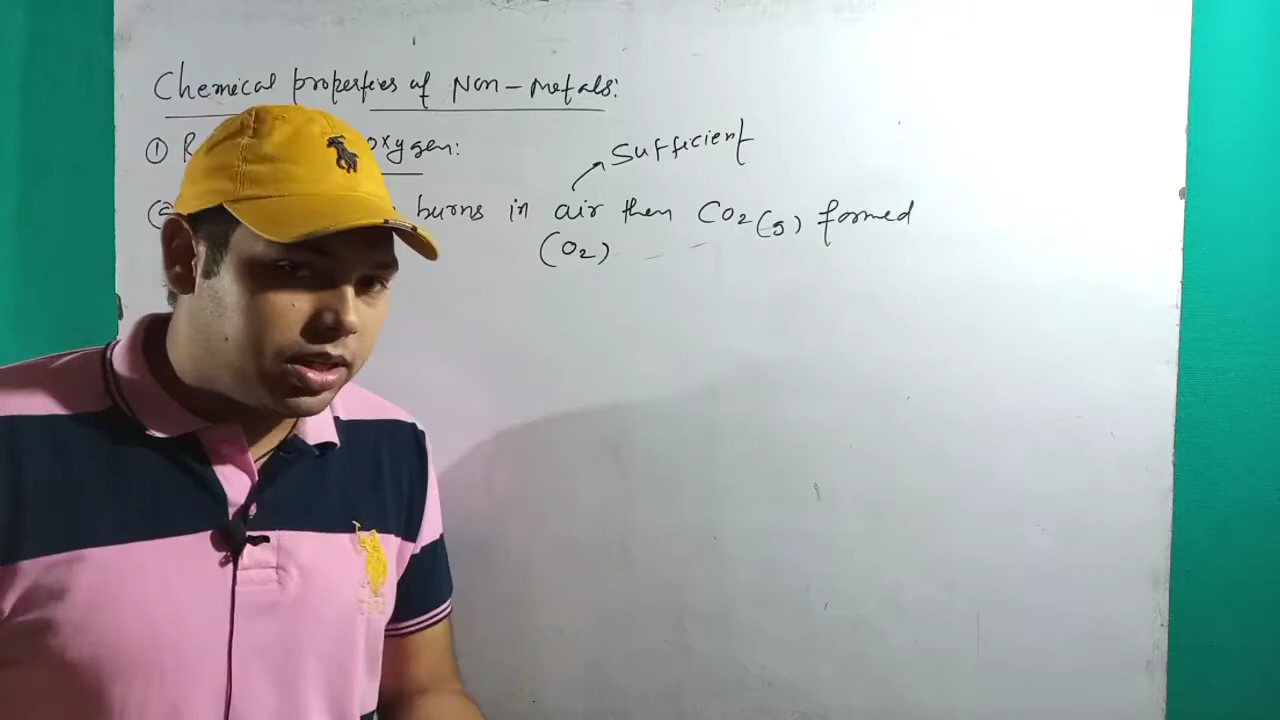 Chemical properties of Non-metals:
① R oxygen:
Sufficient
(a burns in air then CO2(g) formed
(O2)